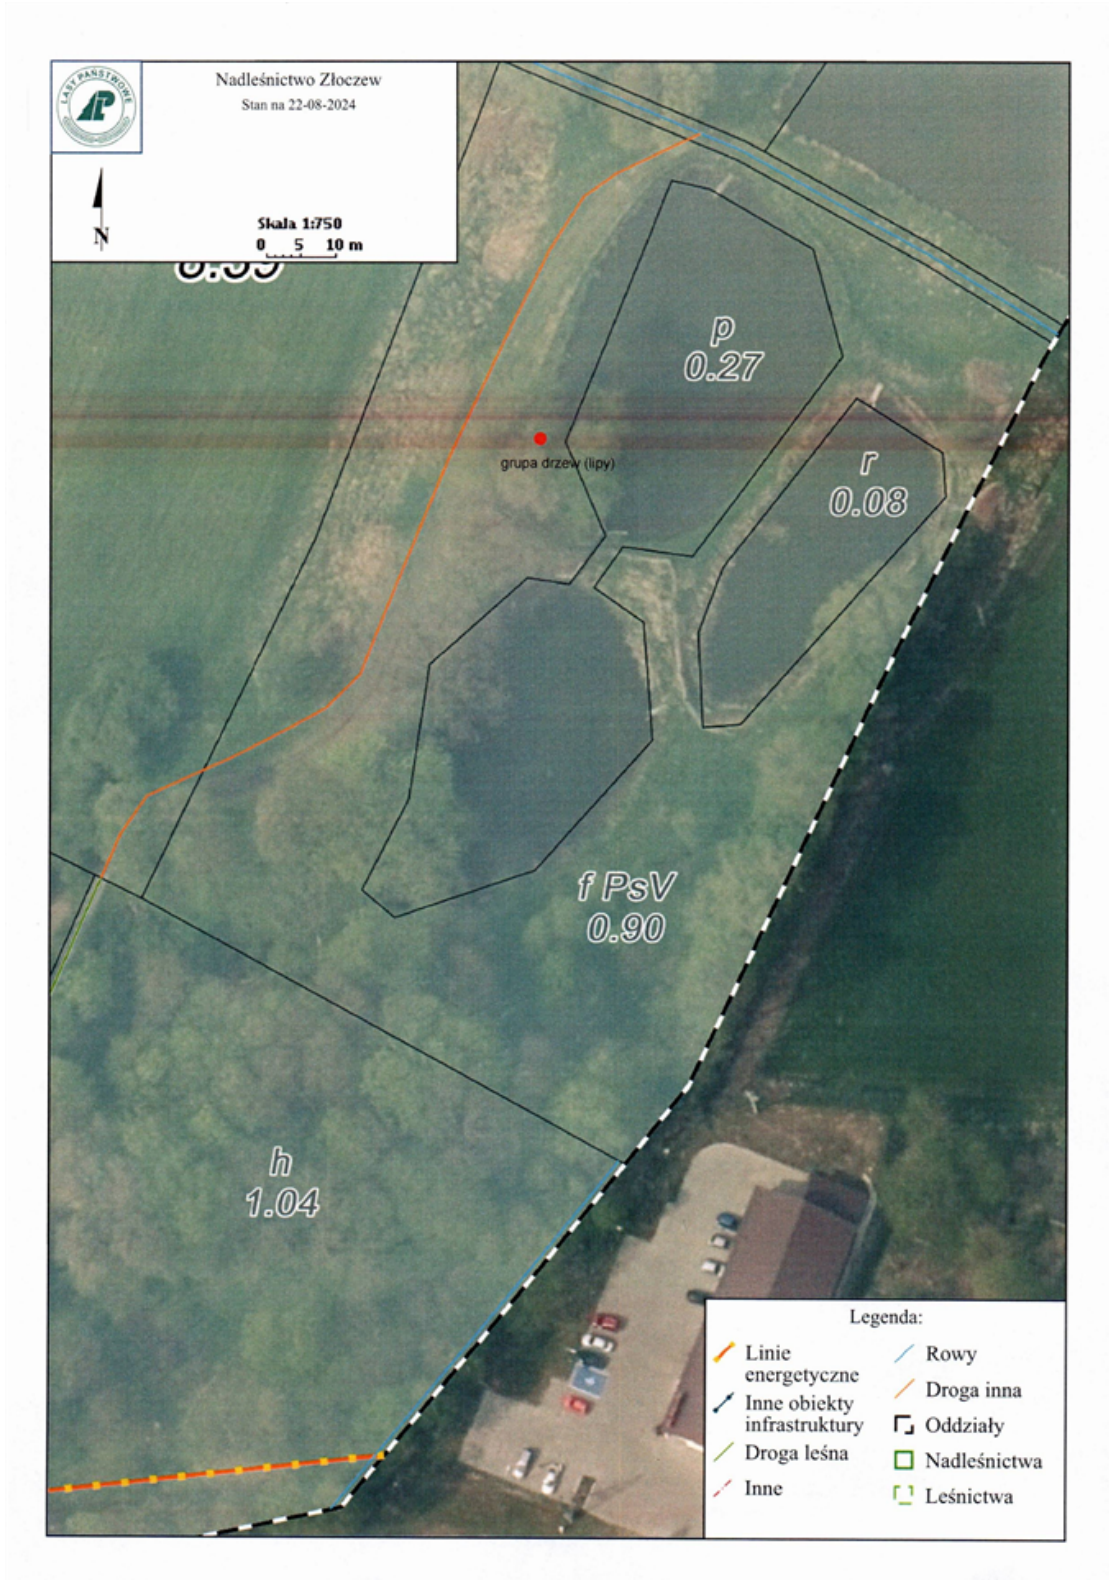 LASY PAŃSTWOWE
Nadleśnictwo Złoczew
Stan na 22-08-2024
N
Skala 1:750
0 5 10 m
p
0.27
grupa drzew (lipy)
r
0.08
f PsV
0.90
h
1.04
Legenda:
Linie
energetyczne
Inne obiekty
infrastruktury
Droga leśna
Inne
Rowy
Droga inna
Oddziały
Nadleśnictwa
Leśnictwa